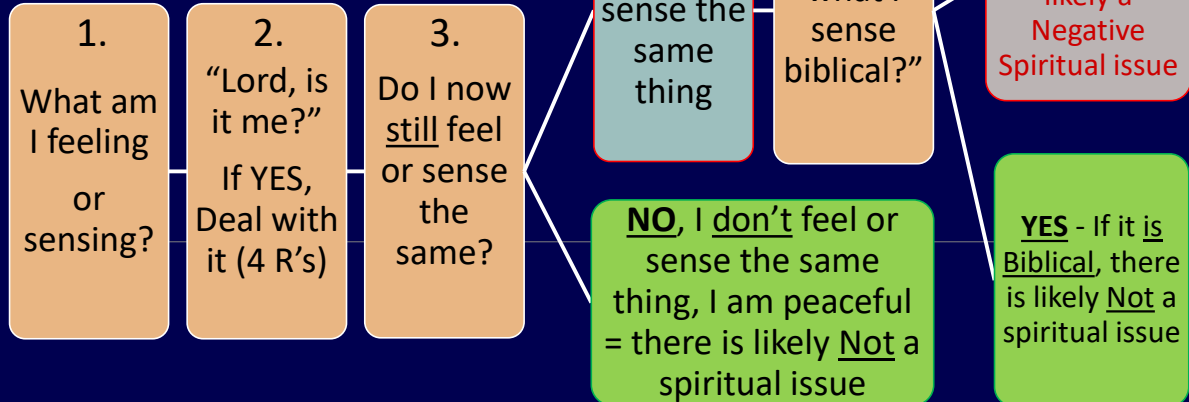 1.
What am
I feeling
or
sensing?
2.
“Lord, is
it me?”
If YES,
Deal with
it (4 R’s)
3.
Do I now
still feel
or sense
the
same?
sense the
same
thing
sense
biblical?”
likely a
Negative
Spiritual issue
NO, I don’t feel or
sense the same
thing, I am peaceful
= there is likely Not a
spiritual issue
YES - If it is
Biblical, there
is likely Not a
spiritual issue